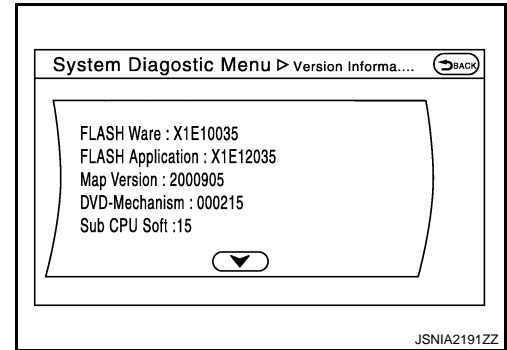 System Diagostic Menu ▷ Version Informa.... BACK
FLASH Ware : X1E10035
FLASH Application : X1E12035
Map Version : 2000905
DVD-Mechanism : 000215
Sub CPU Soft :15
JSNIA2191ZZ